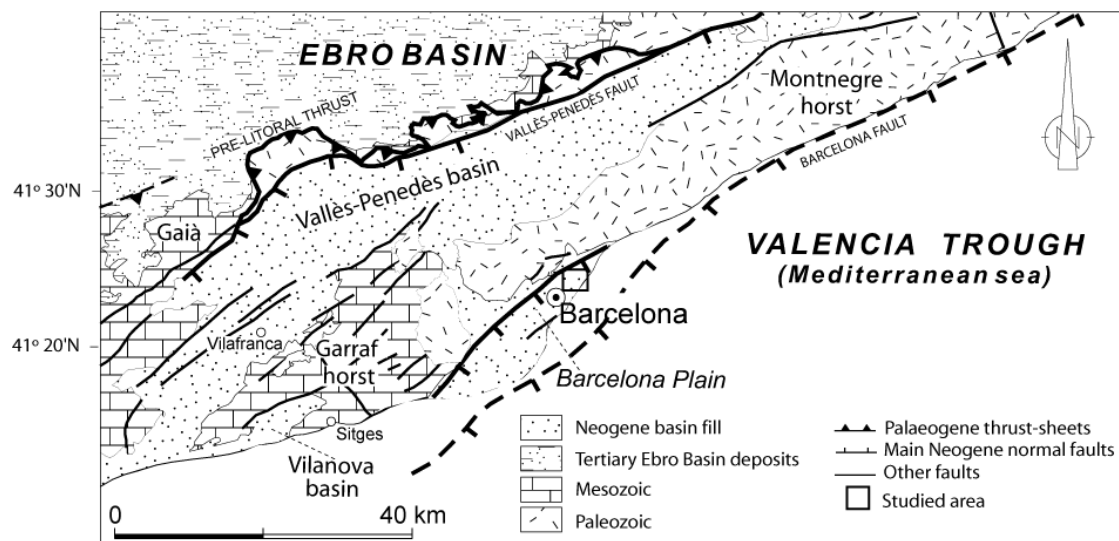 EBRO BASIN
PRE-LITORAL THRUST
VALLÈS-PENEDÈS FAULT
Montnegre
horst
BARCELONA FAULT
N
41º 30'N
Vallès-Penedès basin
Gaià
VALENCIA TROUGH
(Mediterranean sea)
Barcelona
41º 20'N
Vilafranca
Garraf
horst
Barcelona Plain
Sitges
Vilanova
basin
Neogene basin fill
Tertiary Ebro Basin deposits
Mesozoic
Paleozoic
Palaeogene thrust-sheets
Main Neogene normal faults
Other faults
Studied area
0 40 km